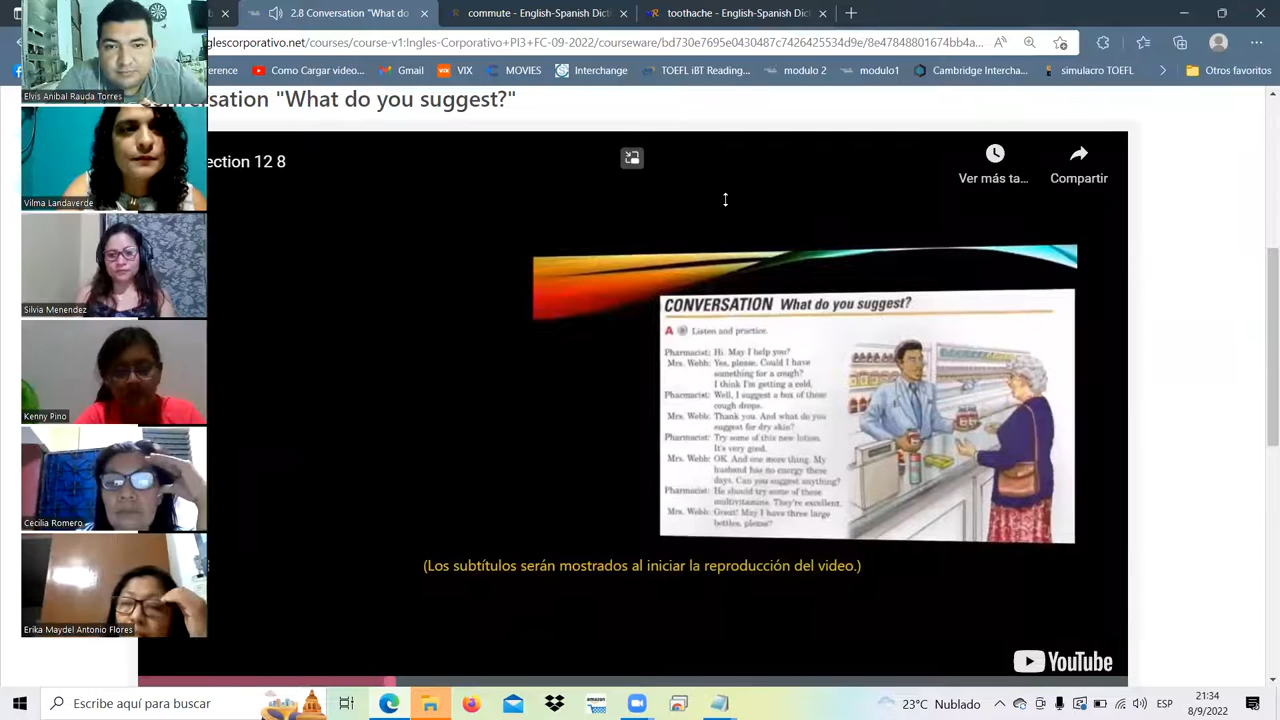 2.8 Conversation "What do
commute - English-Spanish Dict
toothache - English-Spanish Dict
glescorporativo.net/courses/course-v1:Ingles-Corporativo+PI3+FC-09-2022/courseware/bd730e7695e0430487c7426425534d9e/8e47848801674bb4a...
ference
Como Cargar video...
Gmail
VIX
MOVIES
Interchange
TOEFL iBT Reading...
modulo 2
modulo1
Cambridge Intercha...
simulacro TOEFL
Otros favoritos
onversation "What do you suggest?"
ection 12 8
Ver más ta...
Compartir
CONVERSATION What do you suggest?
A Listen and practice.
Pharmacist: Hi. May I help you?
Mrs. Webb: Yes, please. Could I have
something for a cough?
I think I'm getting a cold.
Pharmacist: Well, I suggest a box of these
cough drops.
Mrs. Webb: Thank you. And what do you
suggest for dry skin?
Pharmacist: Try some of this new lotion.
It's very good.
Mrs. Webb: OK. And one more thing. My
husband has no energy these
days. Can you suggest anything?
Pharmacist: He should try some of these
multivitamins. They're excellent.
Mrs. Webb: Great! May I have three large
bottles, please?
(Los subtítulos serán mostrados al iniciar la reproducción del video.)
YouTube
Elvis Anibal Rauda Torres
Vilma Landaverde
Silvia Menendez
Kenny Pino
Cecilia Romero
Erika Maydel Antonio Flores
Escribe aquí para buscar
amazon
23°C Nublado
ESP
21:34
8/9/2022